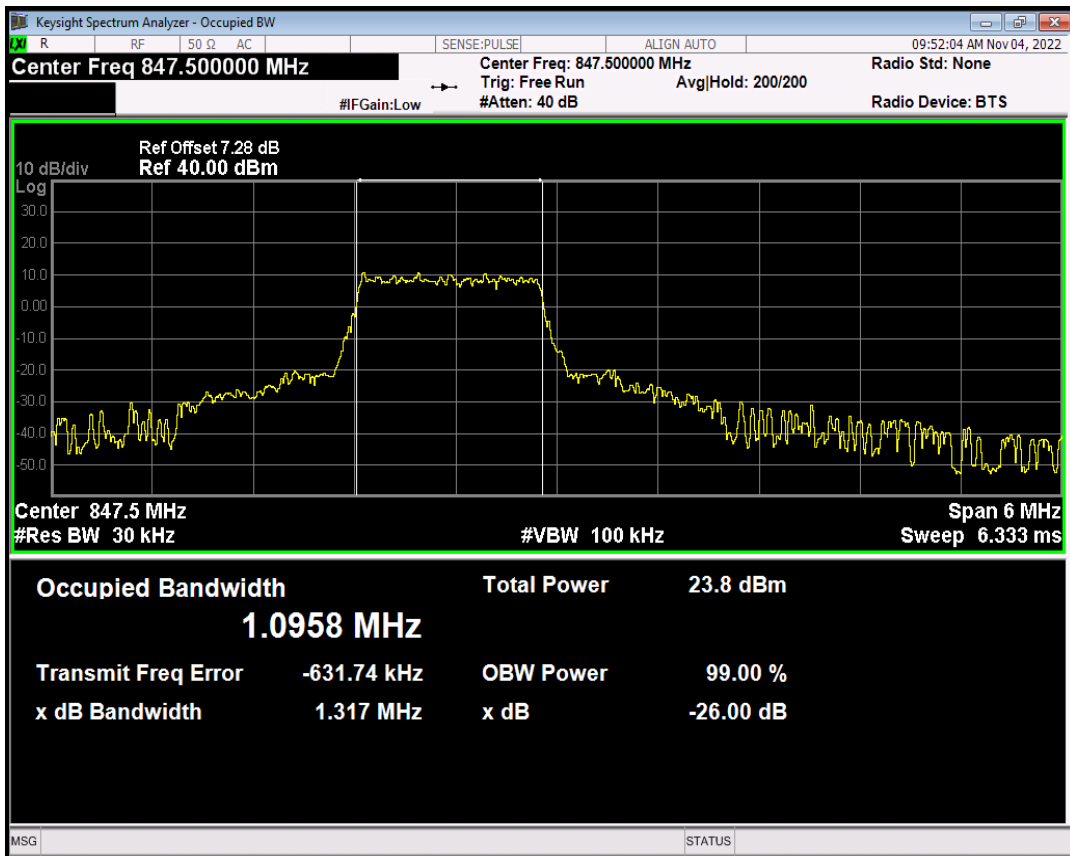 Keysight Spectrum Analyzer - Occupied BW
LXI R RF 50 Ω AC SENSE:PULSE ALIGN AUTO 09:52:04 AM Nov 04, 2022
Center Freq 847.500000 MHz Center Freq: 847.500000 MHz Radio Std: None
Trig: Free Run Avg|Hold: 200/200
#IFGain:Low #Atten: 40 dB Radio Device: BTS
Ref Offset 7.28 dB
10 dB/div Ref 40.00 dBm
Log
30.0
20.0
10.0
0.00
-10.0
-20.0
-30.0
-40.0
-50.0
Center 847.5 MHz Span 6 MHz
#Res BW 30 kHz #VBW 100 kHz Sweep 6.333 ms
Occupied Bandwidth Total Power 23.8 dBm
1.0958 MHz
Transmit Freq Error -631.74 kHz OBW Power 99.00 %
x dB Bandwidth 1.317 MHz x dB -26.00 dB
MSG STATUS